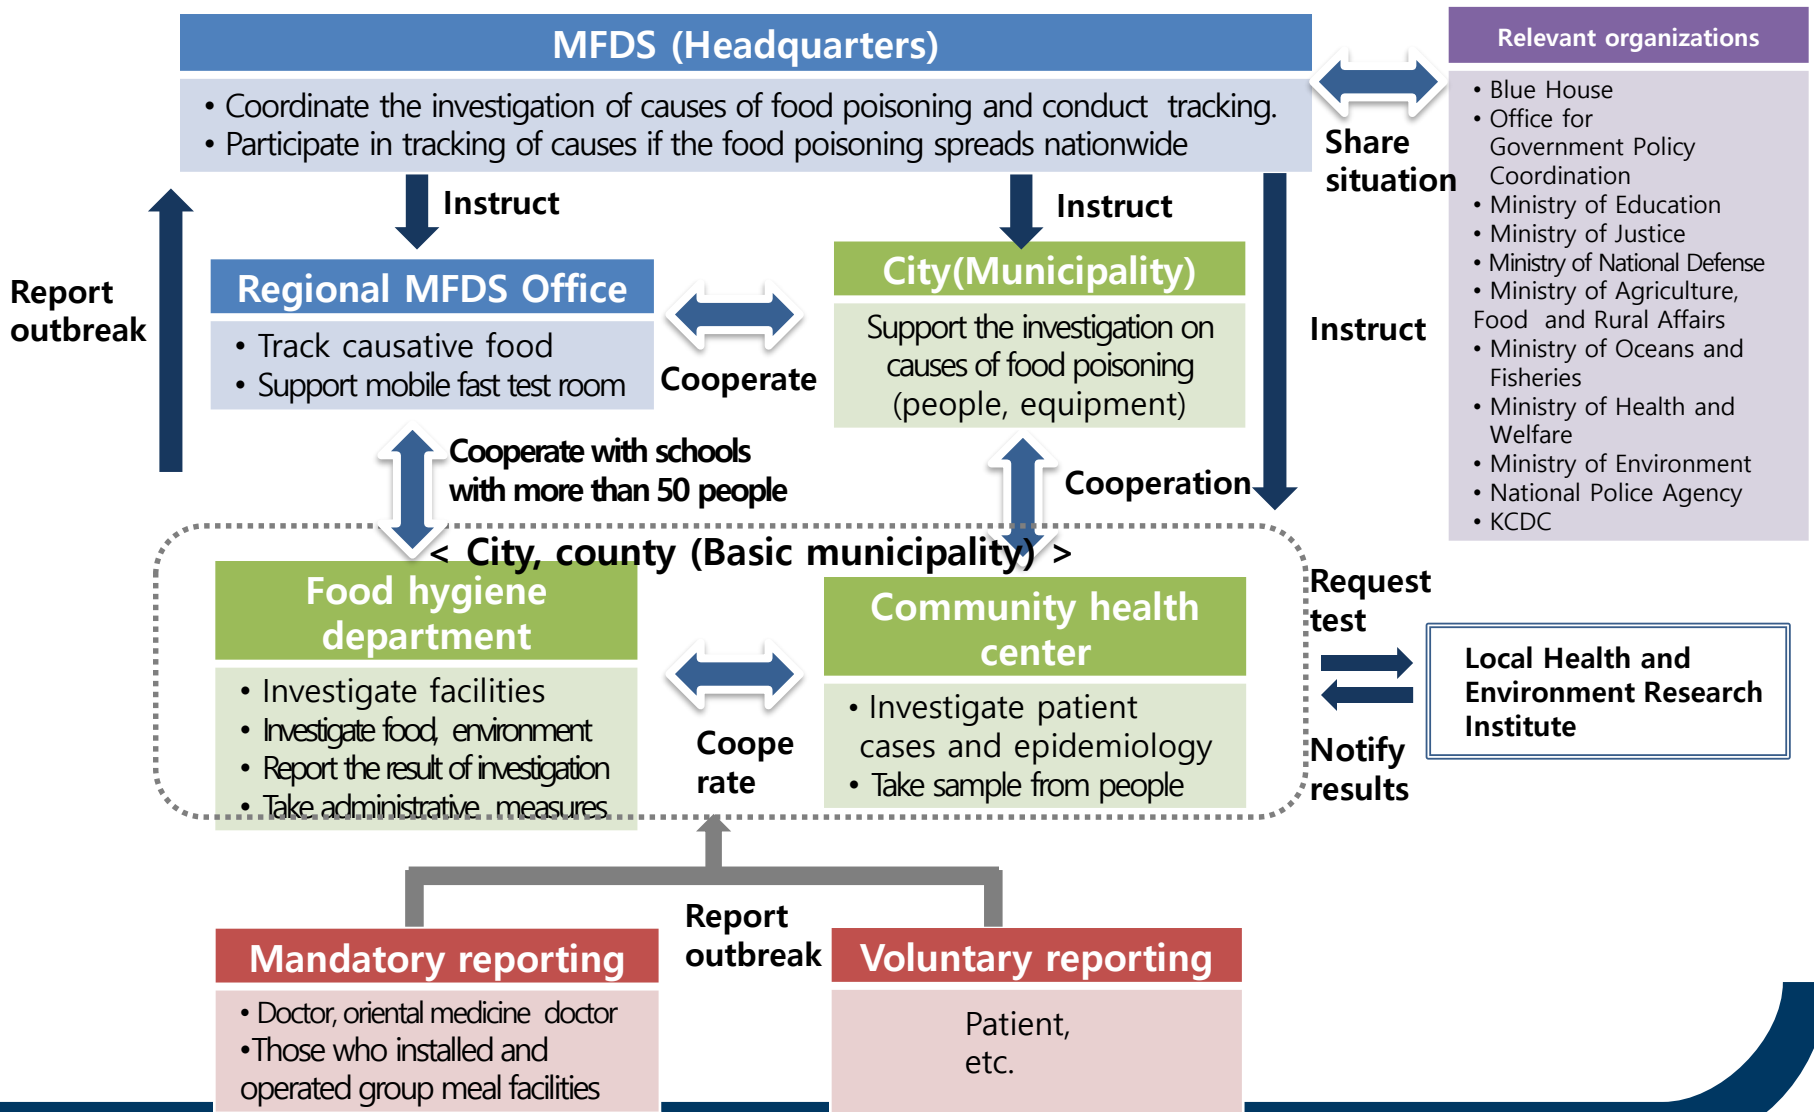 MFDS (Headquarters)
• Coordinate the investigation of causes of food poisoning and conduct tracking.
• Participate in tracking of causes if the food poisoning spreads nationwide
Relevant organizations
• Blue House
• Office for
Government Policy
Coordination
• Ministry of Education
• Ministry of Justice
• Ministry of National Defense
• Ministry of Agriculture,
Food and Rural Affairs
• Ministry of Oceans and
Fisheries
• Ministry of Health and
Welfare
• Ministry of Environment
• National Police Agency
• KCDC
Share
situation
Instruct
Instruct
Instruct
Report
outbreak
Regional MFDS Office
• Track causative food
• Support mobile fast test room
Cooperate
City(Municipality)
Support the investigation on
causes of food poisoning
(people, equipment)
Cooperate with schools
with more than 50 people
Cooperation
< City, county (Basic municipality) >
Food hygiene
department
• Investigate facilities
• Investigate food, environment
• Report the result of investigation
• Take administrative measures
Coope
rate
Community health
center
• Investigate patient
cases and epidemiology
• Take sample from people
Request
test
Notify
results
Local Health and
Environment Research
Institute
Report
outbreak
Mandatory reporting
• Doctor, oriental medicine doctor
•Those who installed and
operated group meal facilities
Voluntary reporting
Patient,
etc.